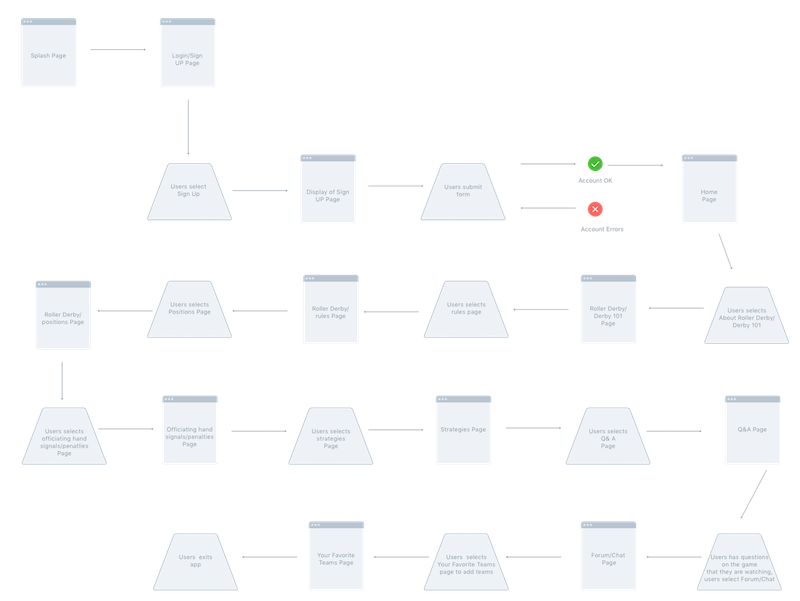 Splash Page
Login/Sign
UP Page
Users select
Sign Up
Display of Sign
UP Page
Users submit
form
Account OK
Account Errors
Home
Page
Roller Derby/
positions Page
Users selects
Positions Page
Roller Derby/
rules Page
Users selects
rules page
Roller Derby/
Derby 101
Page
Users selects
About Roller Derby/
Derby 101
Users selects
officiating hand
signals/penatlies
Page
Officiating hand
signals/penatlies
Page
Users selects
strategies
Page
Strategies Page
Users selects
Q& A
Page
Q&A Page
Users exits
app
Your Favorite
Teams Page
Users selects
Your Favorite Teams
page to add teams
Forum/Chat
Page
Users has questions
on the game
that they are watching,
users select Forum/Chat